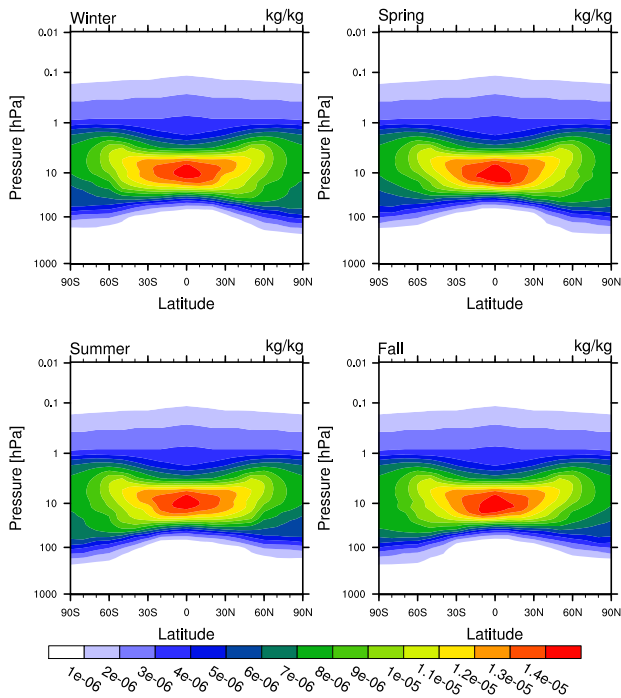 Winter kg/kg
0.01
0.1
1
10
100
1000
Pressure [hPa]
90S 60S 30S 0 30N 60N 90N
Latitude
Spring kg/kg
0.01
0.1
1
10
100
1000
Pressure [hPa]
90S 60S 30S 0 30N 60N 90N
Latitude
Summer kg/kg
0.01
0.1
1
10
100
1000
Pressure [hPa]
90S 60S 30S 0 30N 60N 90N
Latitude
Fall kg/kg
0.01
0.1
1
10
100
1000
Pressure [hPa]
90S 60S 30S 0 30N 60N 90N
Latitude
1e-06 2e-06 3e-06 4e-06 5e-06 6e-06 7e-06 8e-06 9e-06 1e-05 1.1e-05 1.2e-05 1.3e-05 1.4e-05